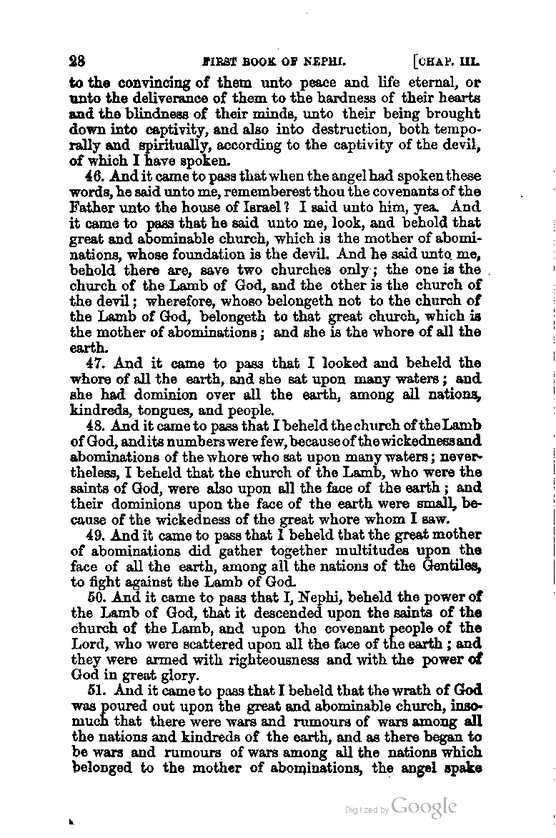 28 FIRST BOOK OF NEPHI. [CHAP. III.
to the convincing of them unto peace and life eternal, or
unto the deliverance of them to the hardness of their hearts
and the blindness of their minds, unto their being brought
down into captivity, and also into destruction, both tempo-
rally and spiritually, according to the captivity of the devil,
of which I have spoken.
46. And it came to pass that when the angel had spoken these
words, he said unto me, rememberest thou the covenants of the
Father unto the house of Israel? I said unto him, yea. And
it came to pass that he said unto me, look, and behold that
great and abominable church, which is the mother of abomi-
nations, whose foundation is the devil. And he said unto me,
behold there are, save two churches only; the one is the
church of the Lamb of God, and the other is the church of
the devil; wherefore, whoso belongeth not to the church of
the Lamb of God, belongeth to that great church, which is
the mother of abominations; and she is the whore of all the
earth.
47. And it came to pass that I looked and beheld the
whore of all the earth, and she sat upon many waters; and
she had dominion over all the earth, among all nations,
kindreds, tongues, and people.
48. And it came to pass that I beheld the church of the Lamb
of God, and its numbers were few, because of the wickedness and
abominations of the whore who sat upon many waters; never-
theless, I beheld that the church of the Lamb, who were the
saints of God, were also upon all the face of the earth; and
their dominions upon the face of the earth were small, be-
cause of the wickedness of the great whore whom I saw.
49. And it came to pass that I beheld that the great mother
of abominations did gather together multitudes upon the
face of all the earth, among all the nations of the Gentiles,
to fight against the Lamb of God.
50. And it came to pass that I, Nephi, beheld the power of
the Lamb of God, that it descended upon the saints of the
church of the Lamb, and upon the covenant people of the
Lord, who were scattered upon all the face of the earth; and
they were armed with righteousness and with the power of
God in great glory.
51. And it came to pass that I beheld that the wrath of God
was poured out upon the great and abominable church, inso-
much that there were wars and rumours of wars among all
the nations and kindreds of the earth, and as there began to
be wars and rumours of wars among all the nations which
belonged to the mother of abominations, the angel spake
Digitized by Google